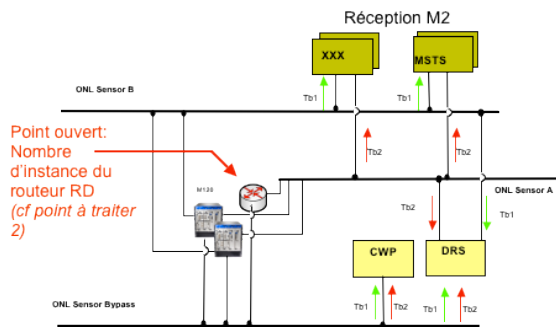 Réception M2
XXX
MSTS
ONL Sensor B
Tb1
Tb1
Point ouvert:
Nombre
d'instance du
routeur RD
(cf point à traiter
2)
Tb2
Tb2
M120
ONL Sensor A
Tb2
Tb1
CWP
DRS
Tb1
Tb2
Tb1
Tb2
ONL Sensor Bypass